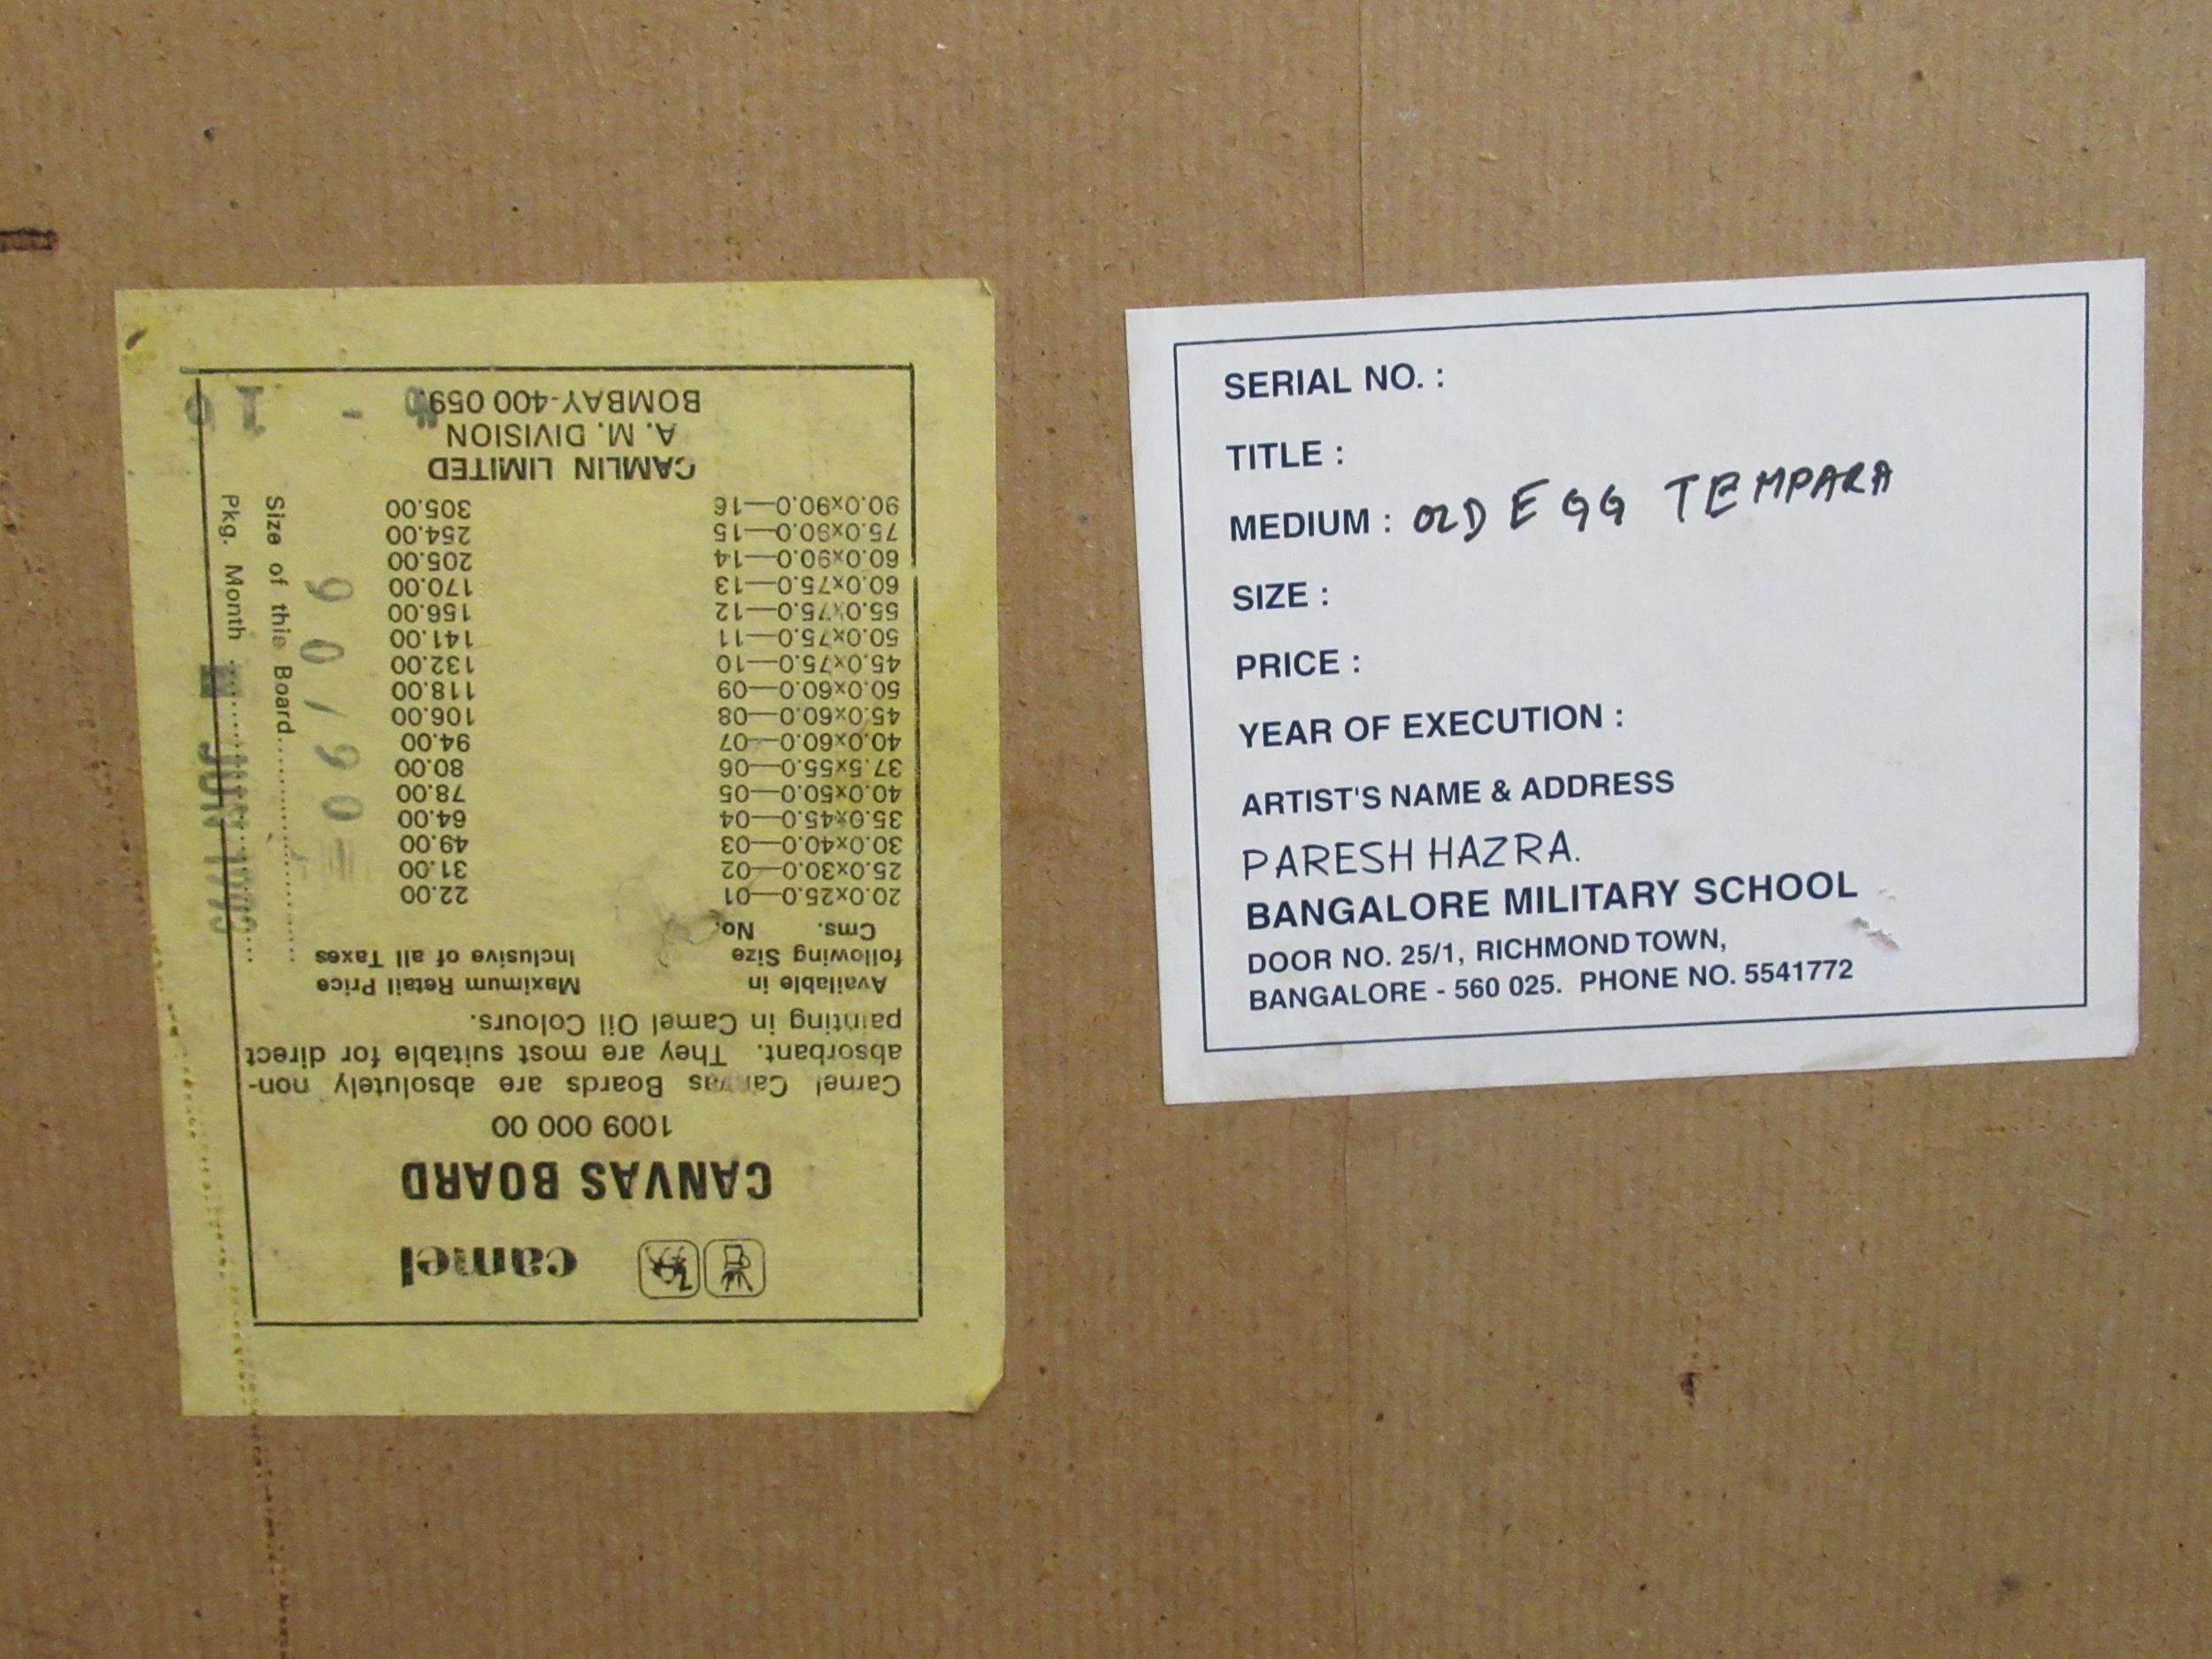 camel
CANVAS BOARD
1009 000 00
Camel Canvas Boards are absolutely non-
absorbant. They are most suitable for direct
painting in Camel Oil Colours.
Available in Maximum Retail Price
following Size Inclusive of all Taxes
Cms. No.
20.0x25.0—01 22.00
25.0x30.0—02 31.00
30.0x40.0—03 49.00
35.0x45.0—04 64.00
40.0x50.0—05 78.00
37.5x55.0—06 80.00
40.0x60.0—07 94.00
45.0x60.0—08 106.00
50.0x60.0—09 118.00
45.0x75.0—10 132.00
50.0x75.0—11 141.00
55.0x75.0—12 156.00
60.0x75.0—13 170.00
60.0x90.0—14 205.00
75.0x90.0—15 254.00
90.0x90.0—16 305.00
CAMLIN LIMITED
A. M. DIVISION
BOMBAY-400 059.
90/90
Size of this Board
Pkg. Month
SERIAL NO. :
TITLE :
MEDIUM : OLD EGG TEMPARA
SIZE :
PRICE :
YEAR OF EXECUTION :
ARTIST'S NAME & ADDRESS
PARESH HAZRA.
BANGALORE MILITARY SCHOOL
DOOR NO. 25/1, RICHMOND TOWN,
BANGALORE - 560 025. PHONE NO. 5541772